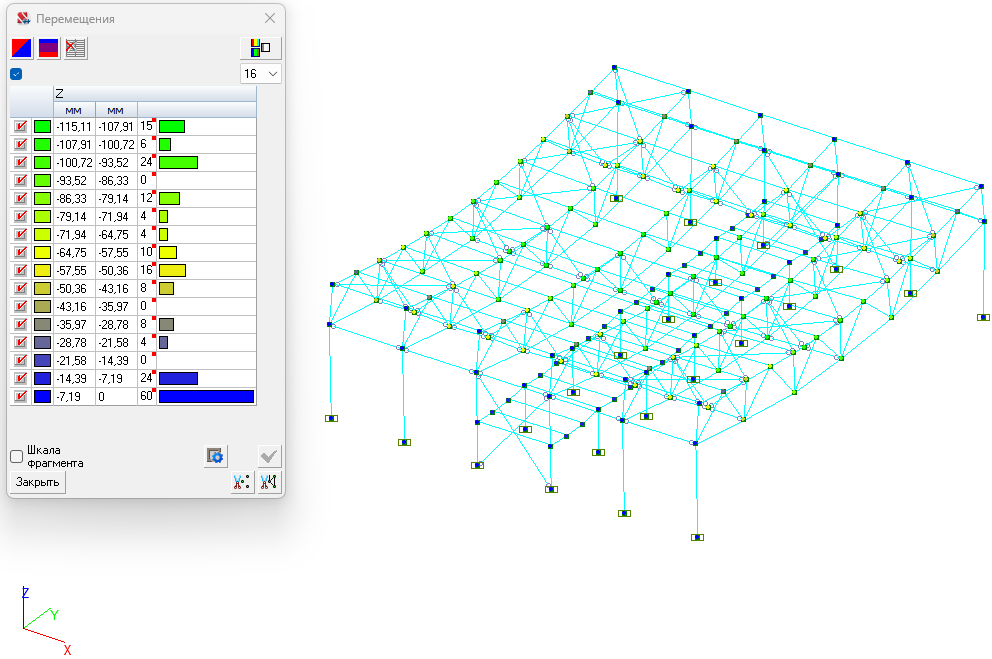 Перемещения
16
Z
мм мм
-115,11 -107,91 15
-107,91 -100,72 6
-100,72 -93,52 24
-93,52 -86,33 0
-86,33 -79,14 12
-79,14 -71,94 4
-71,94 -64,75 4
-64,75 -57,55 10
-57,55 -50,36 16
-50,36 -43,16 8
-43,16 -35,97 0
-35,97 -28,78 8
-28,78 -21,58 4
-21,58 -14,39 0
-14,39 -7,19 24
-7,19 0 60
Шкала
фрагмента
Закрыть
Z
Y
X